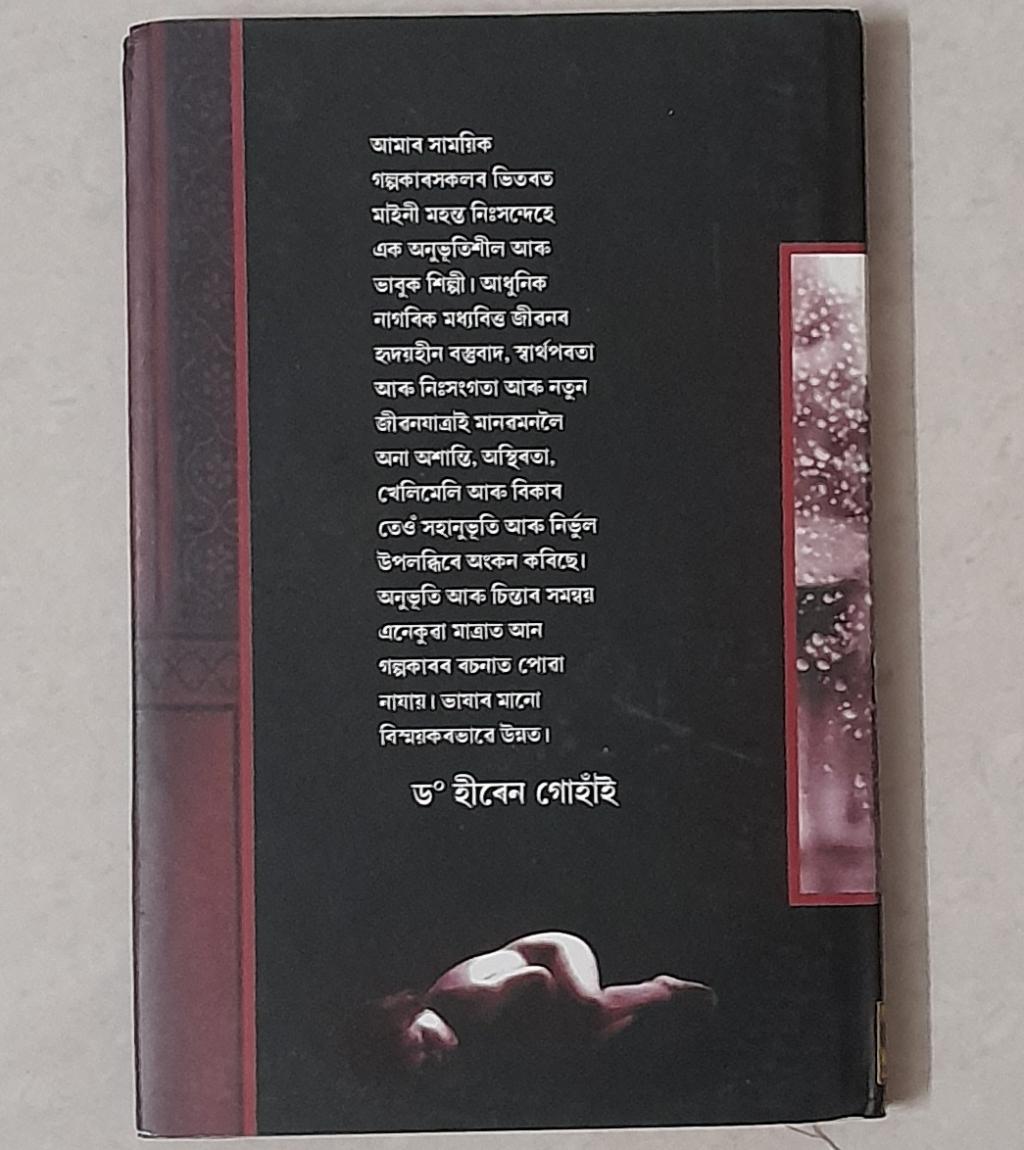 আমাৰ সাময়িক
গল্পকাৰসকলৰ ভিতৰত
মাইনী মহন্ত নিঃসন্দেহে
এক অনুভূতিশীল আৰু
ভাবুক শিল্পী। আধুনিক
নাগৰিক মধ্যবিত্ত জীৱনৰ
হৃদয়হীন বস্তুবাদ, স্বাৰ্থপৰতা
আৰু নিঃসংগতা আৰু নতুন
জীৱনযাত্ৰাই মানৱমনলৈ
অনা অশান্তি, অস্থিৰতা,
খেলিমেলি আৰু বিকাৰ
তেওঁ সহানুভূতি আৰু নিৰ্ভুল
উপলব্ধিৰে অংকন কৰিছে।
অনুভূতি আৰু চিন্তাৰ সমন্বয়
এনেকুৱা মাত্ৰাত আন
গল্পকাৰৰ ৰচনাত পোৱা
নাযায়। ভাষাৰ মানো
বিস্ময়কৰভাৱে উন্নত।
ড° হীৰেন গোহাঁই